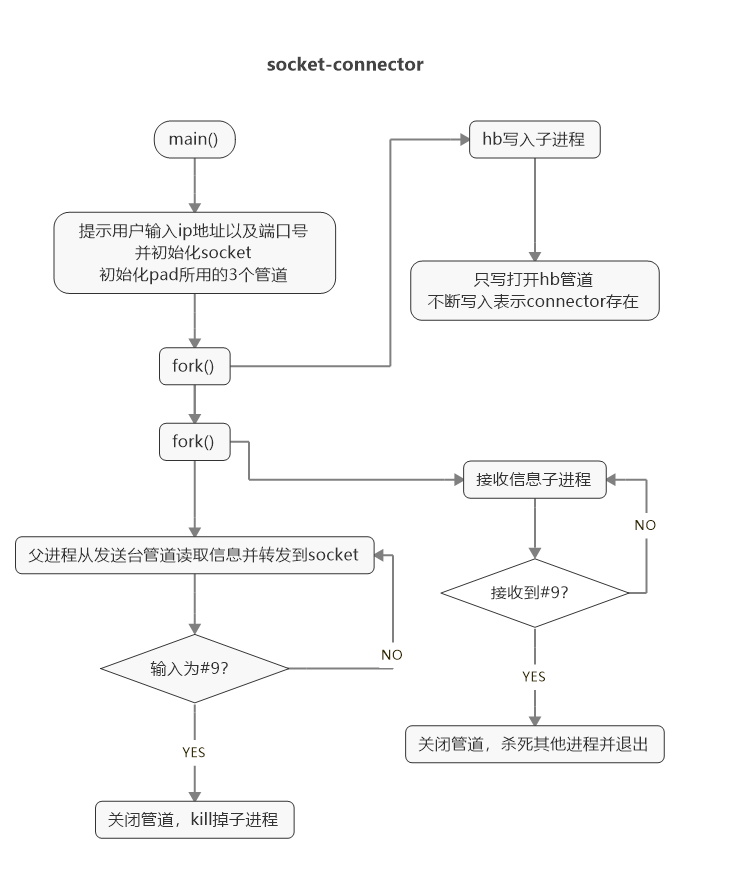 socket-connector
main()
hb写入子进程
提示用户输入ip地址以及端口号
并初始化socket
初始化pad所用的3个管道
只写打开hb管道
不断写入表示connector存在
fork()
fork()
接收信息子进程
NO
父进程从发送台管道读取信息并转发到socket
接收到#9?
NO
输入为#9?
YES
关闭管道，杀死其他进程并退出
YES
关闭管道，kill掉子进程